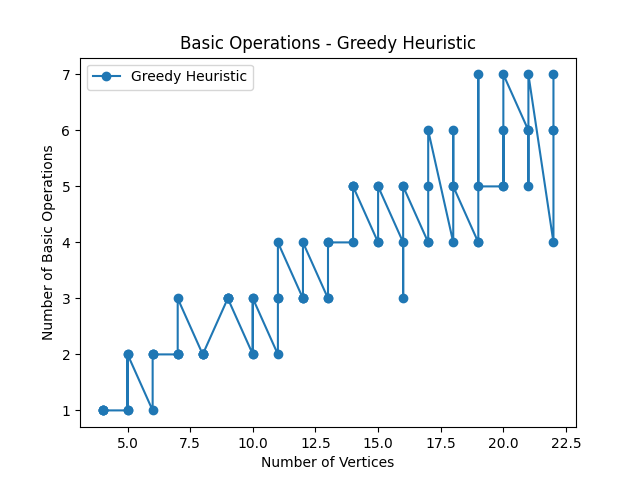 Basic Operations - Greedy Heuristic
Greedy Heuristic
Number of Basic Operations
7
6
5
4
3
2
1
5.0 7.5 10.0 12.5 15.0 17.5 20.0 22.5
Number of Vertices